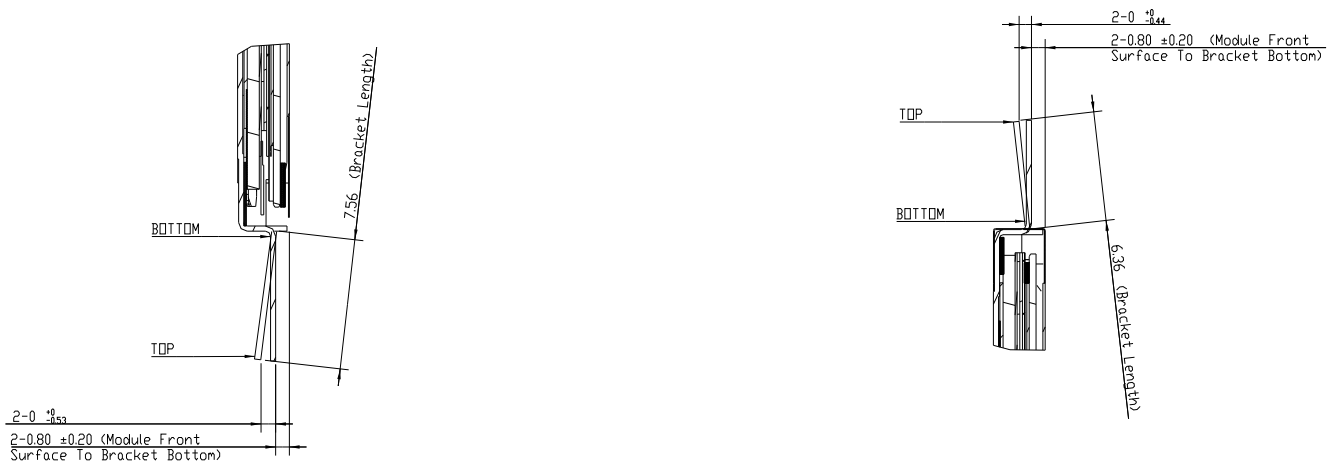 7.56 (Bracket Length)
BOTTOM
TOP
2-0 +0 -0.53
2-0.80 ±0.20 (Module Front
Surface To Bracket Bottom)
2-0 +0 -0.44
2-0.80 ±0.20 (Module Front
Surface To Bracket Bottom)
TOP
BOTTOM
6.36 (Bracket Length)